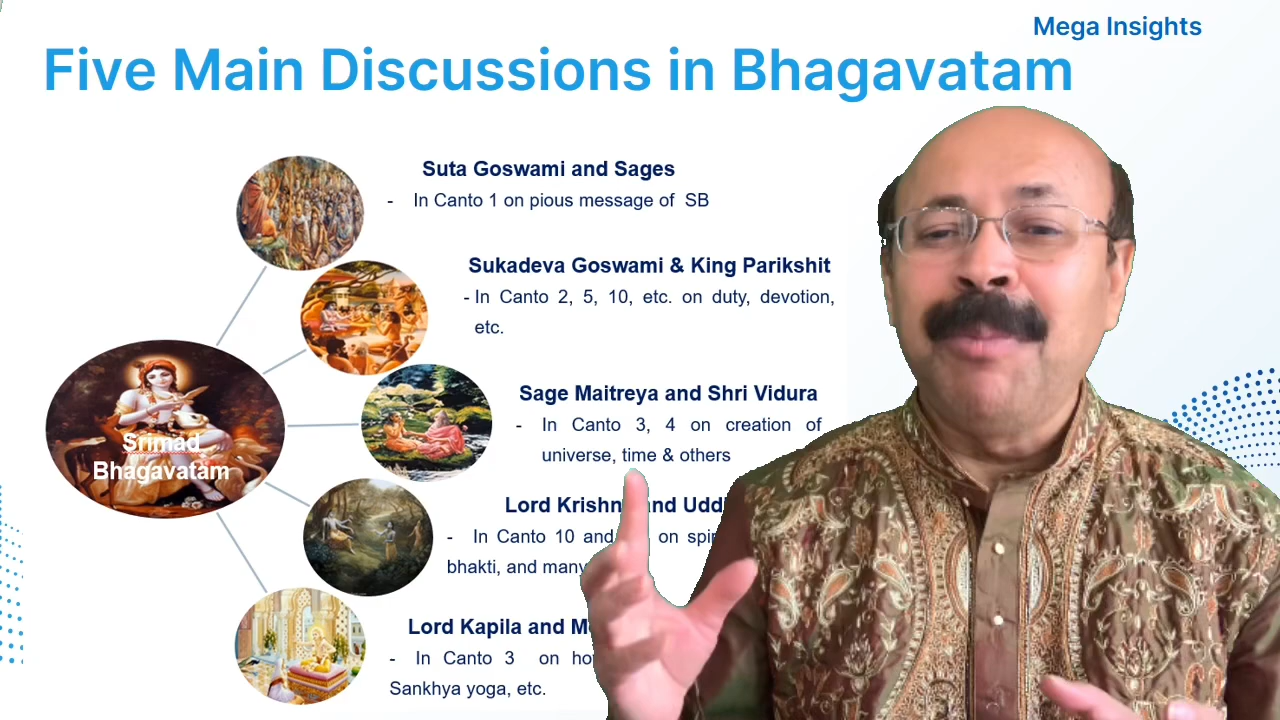 Mega Insights
Five Main Discussions in Bhagavatam
Suta Goswami and Sages
- In Canto 1 on pious message of SB
Sukadeva Goswami & King Parikshit
- In Canto 2, 5, 10, etc. on duty, devotion,
etc.
Sage Maitreya and Shri Vidura
- In Canto 3, 4 on creation of
universe, time & others
Srimad
Bhagavatam
Lord Krishn and Udd
- In Canto 10 and on spir
bhakti, and many
Lord Kapila and M
- In Canto 3 on ho
Sankhya yoga, etc.